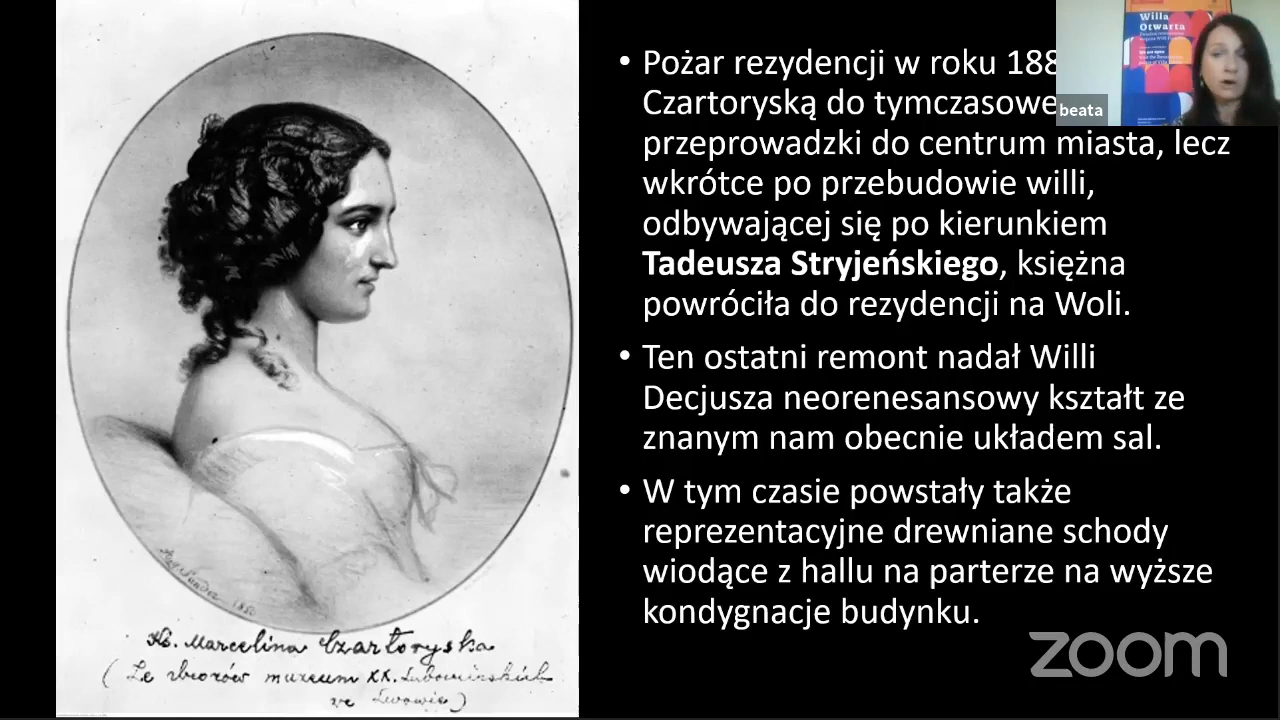 • Pożar rezydencji w roku 188
Czartoryską do tymczasowe
przeprowadzki do centrum miasta, lecz
wkrótce po przebudowie willi,
odbywającej się po kierunkiem
Tadeusza Stryjeńskiego, księżna
powróciła do rezydencji na Woli.
• Ten ostatni remont nadał Willi
Decjusza neorenesansowy kształt ze
znanym nam obecnie układem sal.
• W tym czasie powstały także
reprezentacyjne drewniane schody
wiodące z hallu na parterze na wyższe
kondygnacje budynku.
Willa
Otwarta
beata
zoom
Ks. Marcelina Czartoryska
(Ze zbiorów muzeum XX. Lubomirskich
we Lwowie)
1850